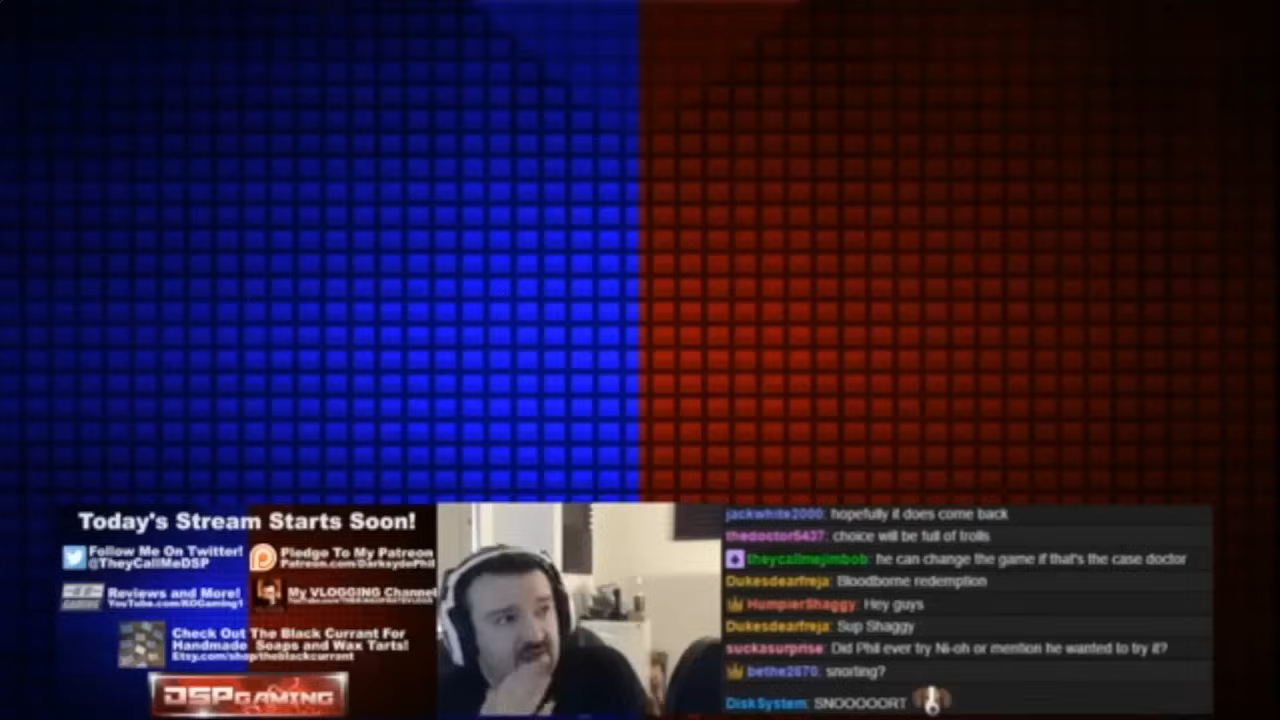 Today's Stream Starts Soon!
Follow Me On Twitter!
@TheyCallMeDSP
Pledge To My Patreon
Patreon.com/DarksydePhil
Reviews and More!
YouTube.com/KOGaming1
My VLOGGING Channel
Check Out The Black Currant For
Handmade Soaps and Wax Tarts!
Etsy.com/shop/theblackcurrant
DSPGAMING
jackwhite2000: hopefully it does come back
thedoctor5437: choice will be full of trolls
theycallmejimbob: he can change the game if that's the case doctor
Dukesdearfreja: Bloodborne redemption
HumpierShaggy: Hey guys
Dukesdearfreja: Sup Shaggy
suckasurprise: Did Phil ever try Ni-oh or mention he wanted to try it?
bethe2670: snorting?
DiskSystem: SNOOOOORT